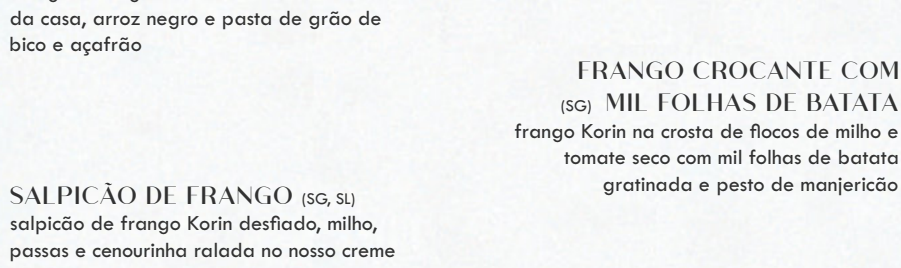 da casa, arroz negro e pasta de grão de
bico e açafrão
SALPICÃO DE FRANGO (SG, SL)
salpicão de frango Korin desfiado, milho,
passas e cenourinha ralada no nosso creme
FRANGO CROCANTE COM
(SG) MIL FOLHAS DE BATATA
frango Korin na crosta de flocos de milho e
tomate seco com mil folhas de batata
gratinada e pesto de manjericão